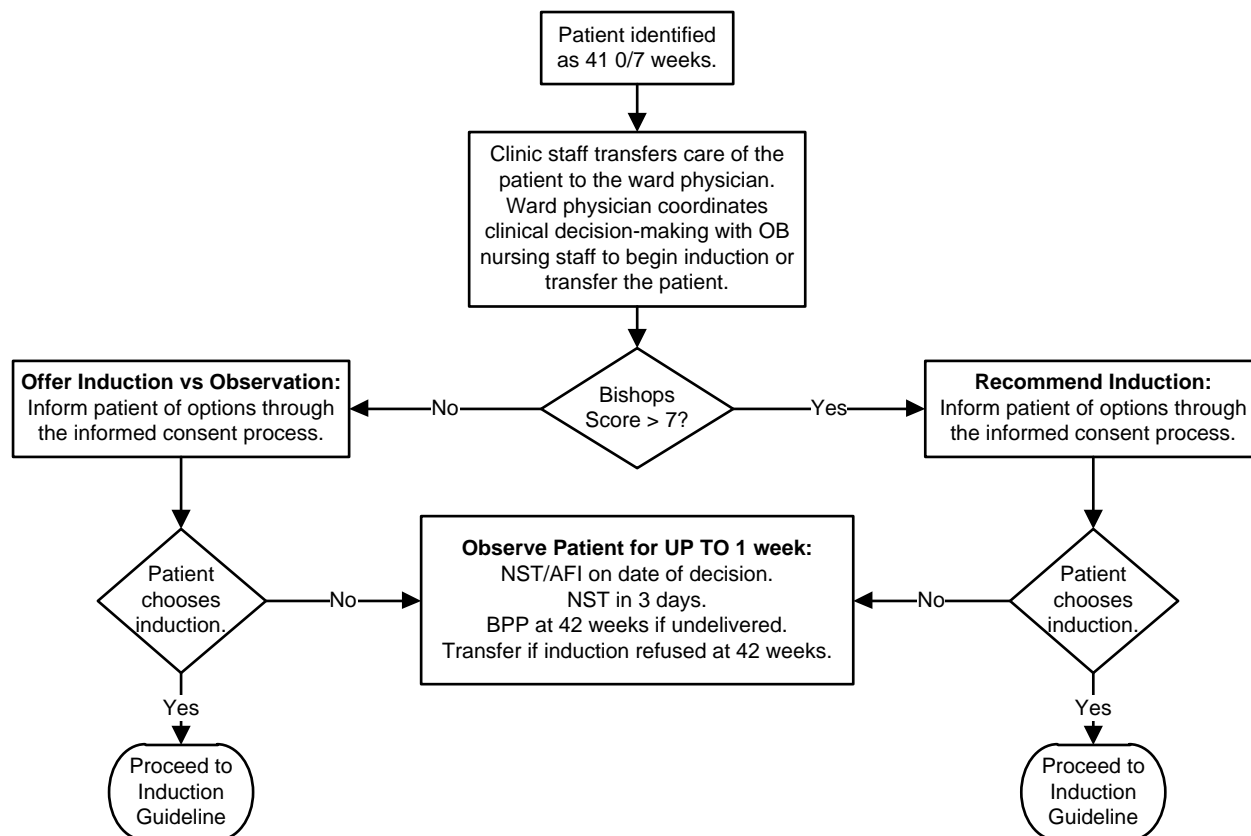 Patient identified
as 41 0/7 weeks.
Clinic staff transfers care of the
patient to the ward physician.
Ward physician coordinates
clinical decision-making with OB
nursing staff to begin induction or
transfer the patient.
Bishops
Score > 7?
No
Yes
Offer Induction vs Observation:
Inform patient of options through
the informed consent process.
Recommend Induction:
Inform patient of options through
the informed consent process.
Patient
chooses
induction.
No
Observe Patient for UP TO 1 week:
NST/AFI on date of decision.
NST in 3 days.
BPP at 42 weeks if undelivered.
Transfer if induction refused at 42 weeks.
No
Patient
chooses
induction.
Yes
Yes
Proceed to
Induction
Guideline
Proceed to
Induction
Guideline